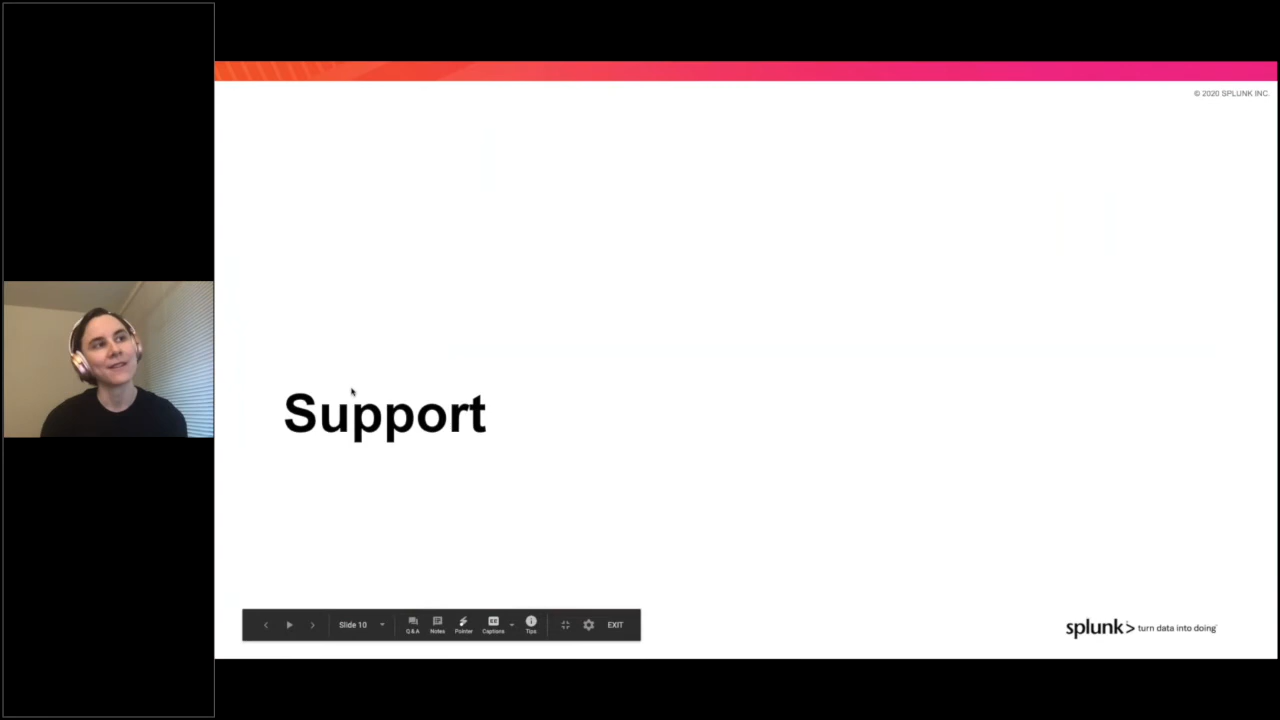 © 2020 SPLUNK INC.
Support
Slide 10
Q&A
Notes
Pointer
Captions
Tips
EXIT
splunk> turn data into doing